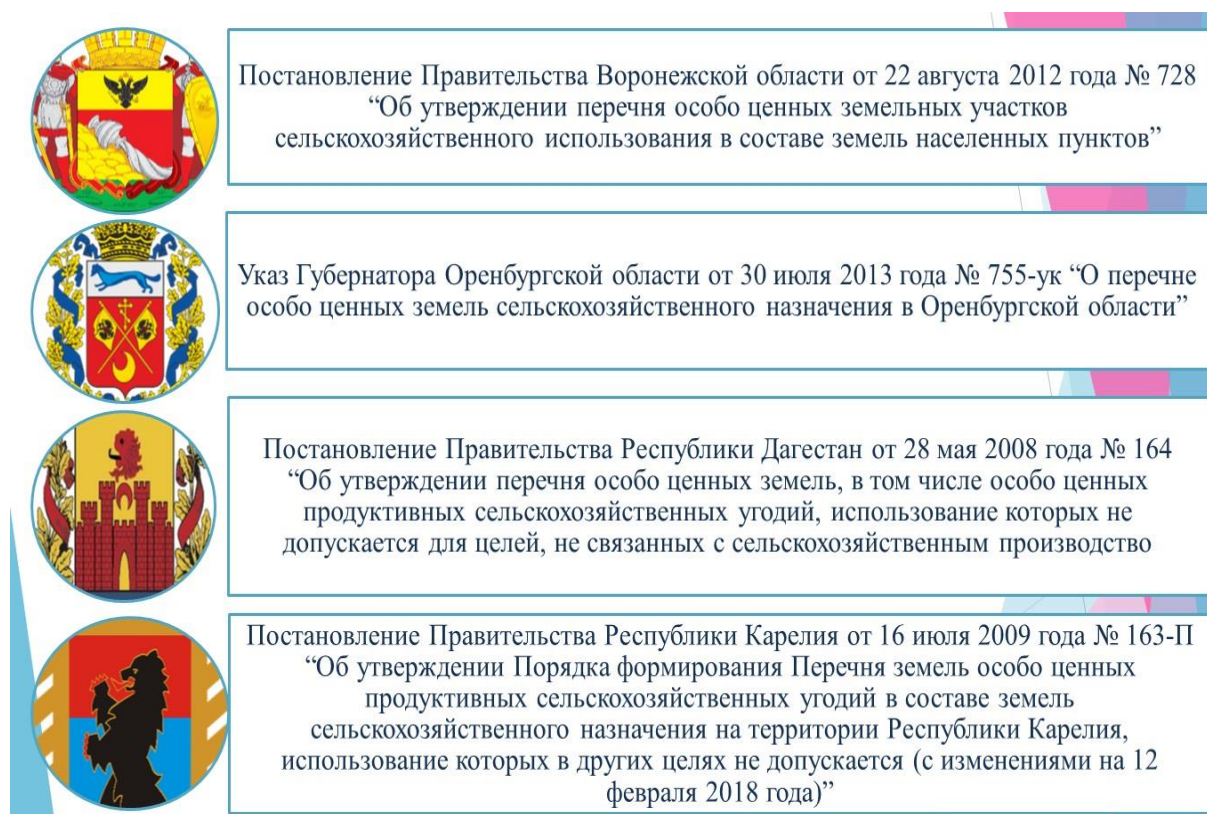 Постановление Правительства Воронежской области от 22 августа 2012 года № 728
“Об утверждении перечня особо ценных земельных участков
сельскохозяйственного использования в составе земель населенных пунктов”
Указ Губернатора Оренбургской области от 30 июля 2013 года № 755-ук “О перечне
особо ценных земель сельскохозяйственного назначения в Оренбургской области”
Постановление Правительства Республики Дагестан от 28 мая 2008 года № 164
“Об утверждении перечня особо ценных земель, в том числе особо ценных
продуктивных сельскохозяйственных угодий, использование которых не
допускается для целей, не связанных с сельскохозяйственным производство
Постановление Правительства Республики Карелия от 16 июля 2009 года № 163-П
“Об утверждении Порядка формирования Перечня земель особо ценных
продуктивных сельскохозяйственных угодий в составе земель
сельскохозяйственного назначения на территории Республики Карелия,
использование которых в других целях не допускается (с изменениями на 12
февраля 2018 года)”